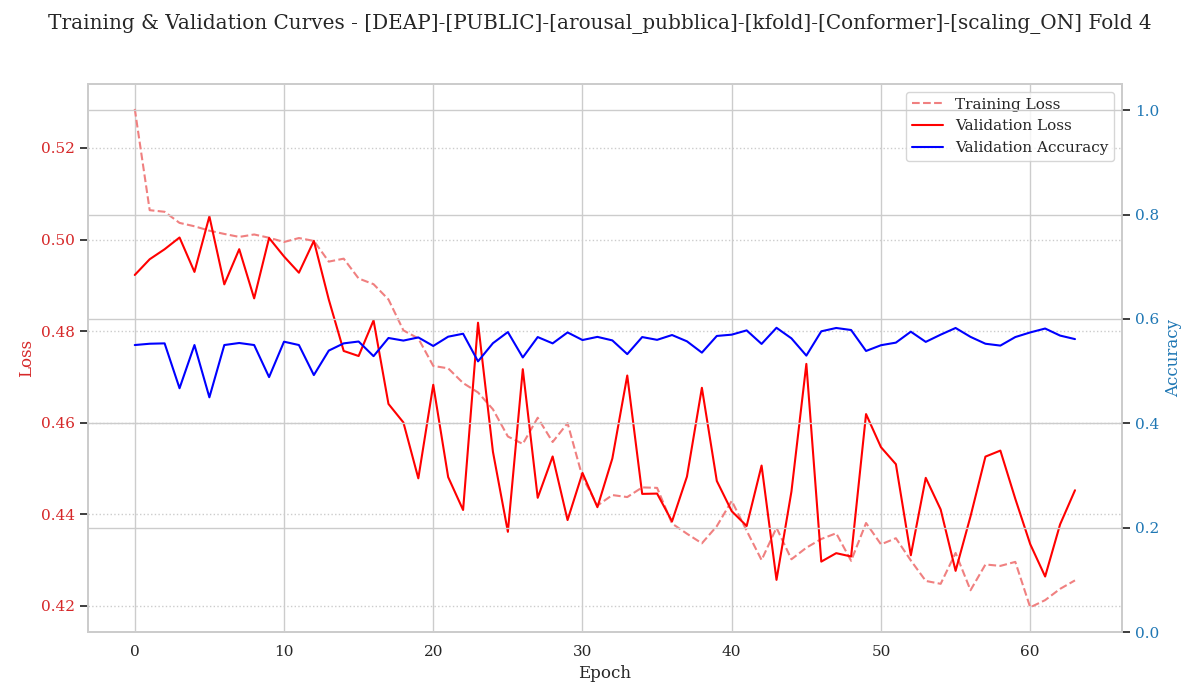 Training & Validation Curves - [DEAP]-[PUBLIC]-[arousal_pubblica]-[kfold]-[Conformer]-[scaling_ON] Fold 4
Training Loss
Validation Loss
Validation Accuracy
0.52
0.50
0.48
0.46
0.44
0.42
Loss
1.0
0.8
0.6
0.4
0.2
0.0
Accuracy
0 10 20 30 40 50 60
Epoch